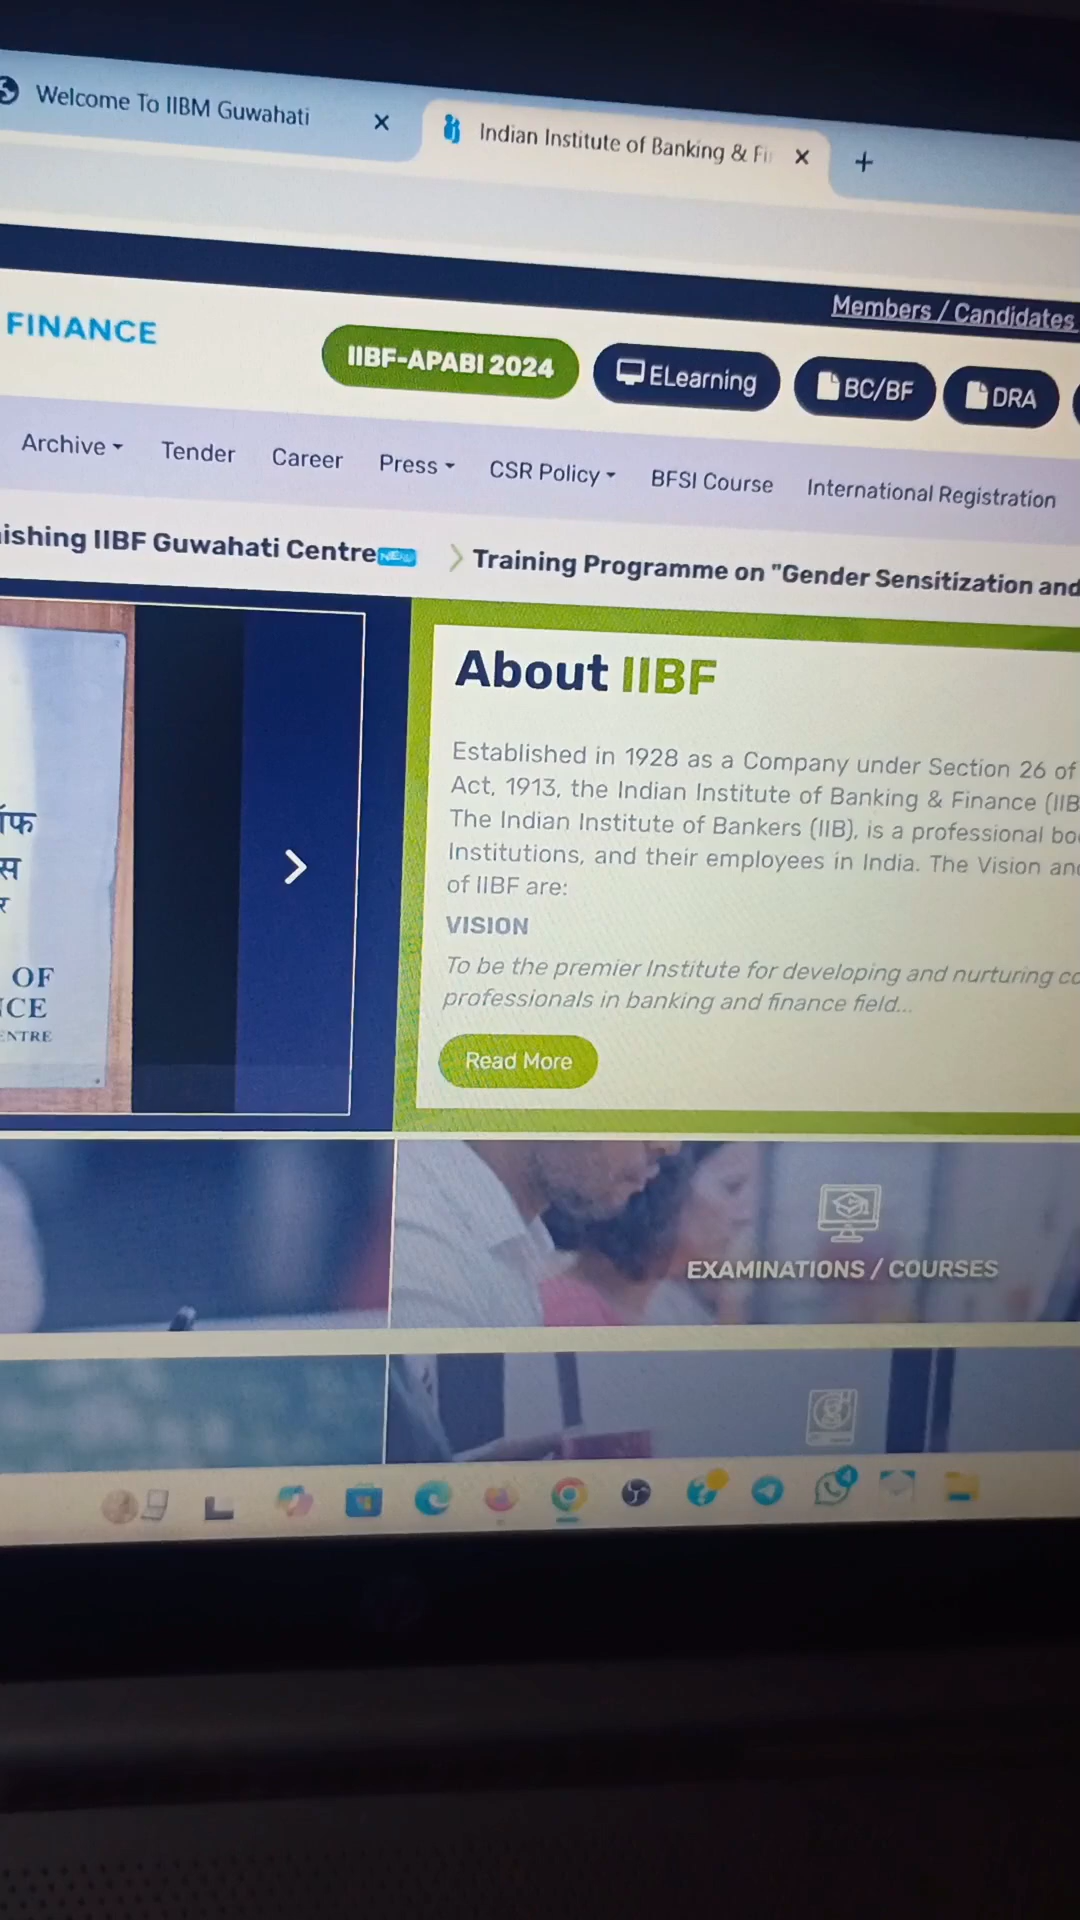 Welcome To IIBM Guwahati
Indian Institute of Banking & Fi
Members / Candidates
FINANCE
IIBF-APABI 2024
ELearning
BC/BF
DRA
Archive
Tender
Career
Press
CSR Policy
BFSI Course
International Registration
ishing IIBF Guwahati Centre NEW
Training Programme on "Gender Sensitization and
About IIBF
Established in 1928 as a Company under Section 26 of
Act, 1913, the Indian Institute of Banking & Finance (IIB
The Indian Institute of Bankers (IIB), is a professional bo
Institutions, and their employees in India. The Vision an
of IIBF are:
VISION
To be the premier Institute for developing and nurturing co
professionals in banking and finance field...
Read More
OF
CE
ENTRE
EXAMINATIONS / COURSES
4